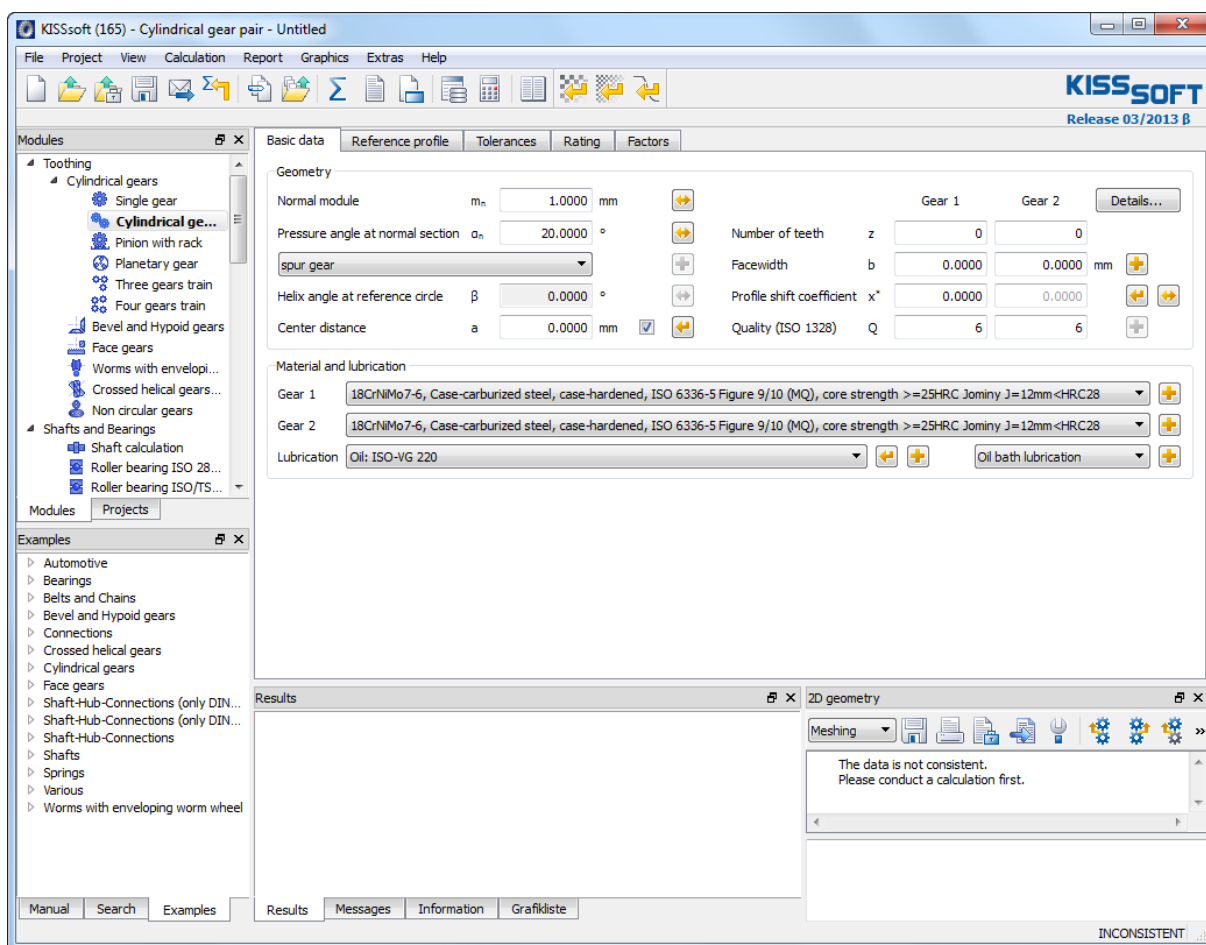 KISSsoft (165) - Cylindrical gear pair - Untitled
File Project View Calculation Report Graphics Extras Help
KISSSOFT
Release 03/2013 β
Modules
Toothing
Cylindrical gears
Single gear
Cylindrical ge...
Pinion with rack
Planetary gear
Three gears train
Four gears train
Bevel and Hypoid gears
Face gears
Worms with envelopi...
Crossed helical gears...
Non circular gears
Shafts and Bearings
Shaft calculation
Roller bearing ISO 28...
Roller bearing ISO/TS...
Modules Projects
Examples
Automotive
Bearings
Belts and Chains
Bevel and Hypoid gears
Connections
Crossed helical gears
Cylindrical gears
Face gears
Shaft-Hub-Connections (only DIN...
Shaft-Hub-Connections (only DIN...
Shaft-Hub-Connections
Shafts
Springs
Various
Worms with enveloping worm wheel
Manual Search Examples
Basic data Reference profile Tolerances Rating Factors
Geometry
Normal module mₙ 1.0000 mm Gear 1 Gear 2 Details...
Pressure angle at normal section αₙ 20.0000 ° Number of teeth z 0 0
spur gear Facewidth b 0.0000 0.0000 mm
Helix angle at reference circle β 0.0000 ° Profile shift coefficient x* 0.0000 0.0000
Center distance a 0.0000 mm Quality (ISO 1328) Q 6 6
Material and lubrication
Gear 1 18CrNiMo7-6, Case-carburized steel, case-hardened, ISO 6336-5 Figure 9/10 (MQ), core strength >=25HRC Jominy J=12mm<HRC28
Gear 2 18CrNiMo7-6, Case-carburized steel, case-hardened, ISO 6336-5 Figure 9/10 (MQ), core strength >=25HRC Jominy J=12mm<HRC28
Lubrication Oil: ISO-VG 220 Oil bath lubrication
Results
Results Messages Information Grafikliste
2D geometry
Meshing
The data is not consistent.
Please conduct a calculation first.
INCONSISTENT